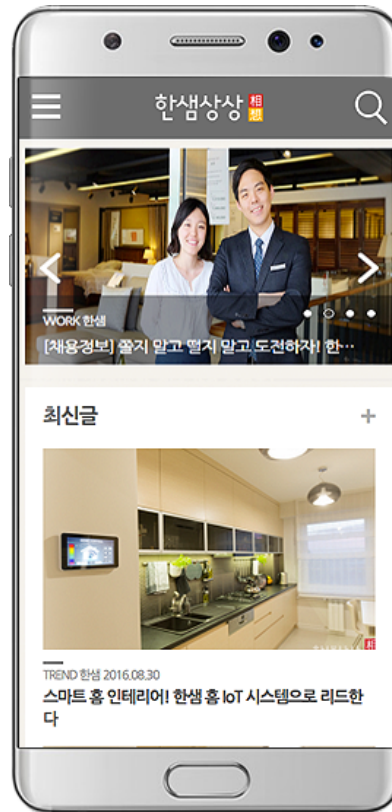 한샘상상 相想
WORK 한샘
[채용정보] 쫄지 말고 떨지 말고 도전하자! 한…
최신글
TREND 한샘 2016.08.30
스마트 홈 인테리어! 한샘 홈 IoT 시스템으로 리드한
다